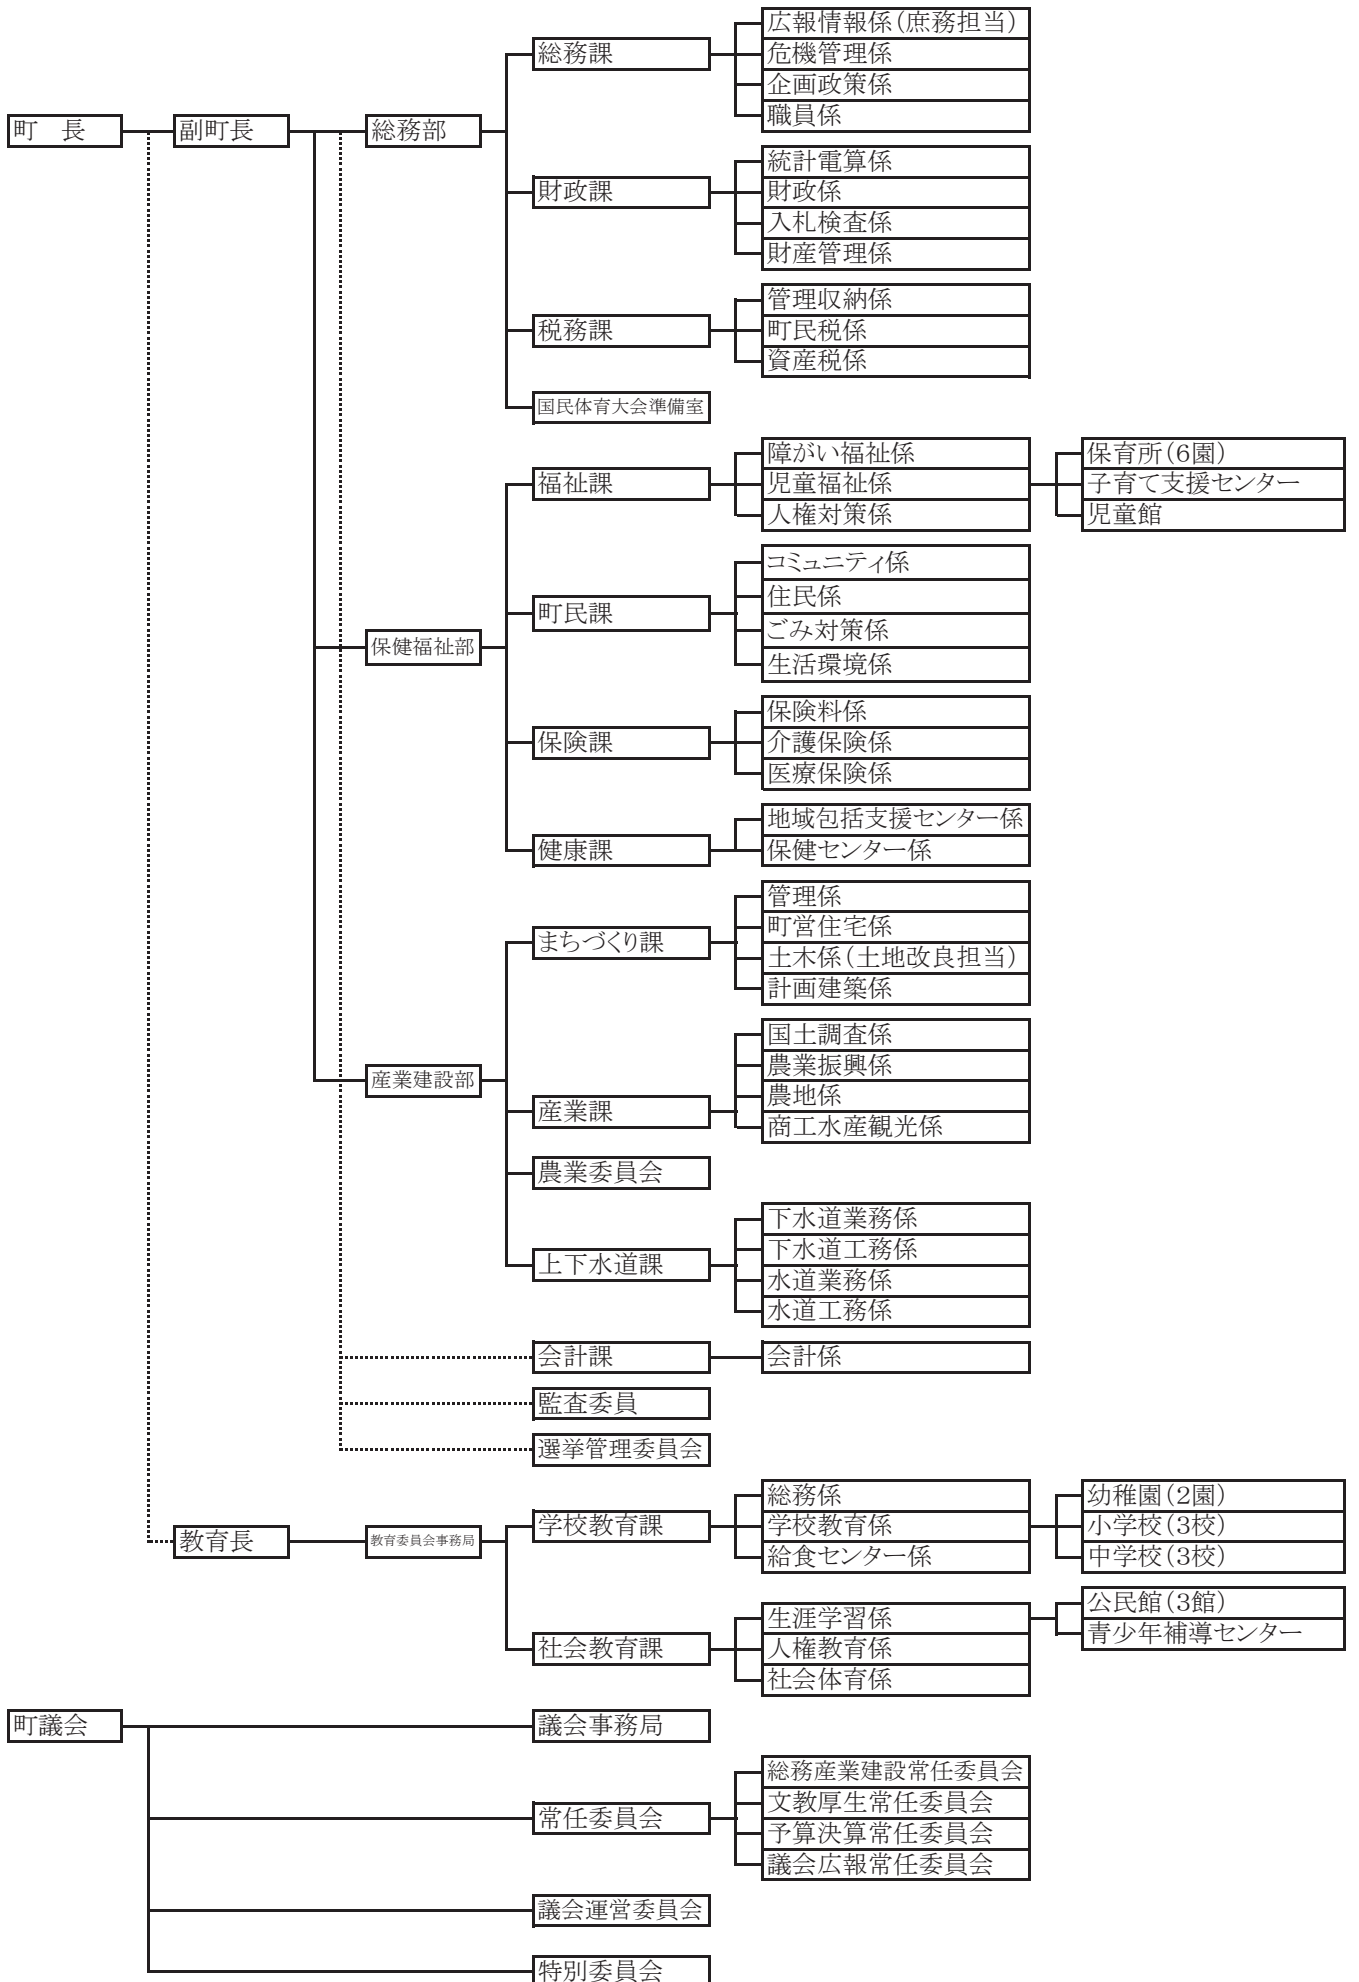 町　長
副町長
総務部
総務課
広報情報係（庶務担当）
危機管理係
企画政策係
職員係
財政課
統計電算係
財政係
入札検査係
財産管理係
税務課
管理収納係
町民税係
資産税係
国民体育大会準備室
保健福祉部
福祉課
障がい福祉係
児童福祉係
人権対策係
保育所（6園）
子育て支援センター
児童館
町民課
コミュニティ係
住民係
ごみ対策係
生活環境係
保険課
保険料係
介護保険係
医療保険係
健康課
地域包括支援センター係
保健センター係
産業建設部
まちづくり課
管理係
町営住宅係
土木係（土地改良担当）
計画建築係
産業課
国土調査係
農業振興係
農地係
商工水産観光係
農業委員会
上下水道課
下水道業務係
下水道工務係
水道業務係
水道工務係
会計課
会計係
監査委員
選挙管理委員会
教育長
教育委員会事務局
学校教育課
総務係
学校教育係
給食センター係
幼稚園（2園）
小学校（3校）
中学校（3校）
社会教育課
生涯学習係
人権教育係
社会体育係
公民館（3館）
青少年補導センター
町議会
議会事務局
常任委員会
総務産業建設常任委員会
文教厚生常任委員会
予算決算常任委員会
議会広報常任委員会
議会運営委員会
特別委員会